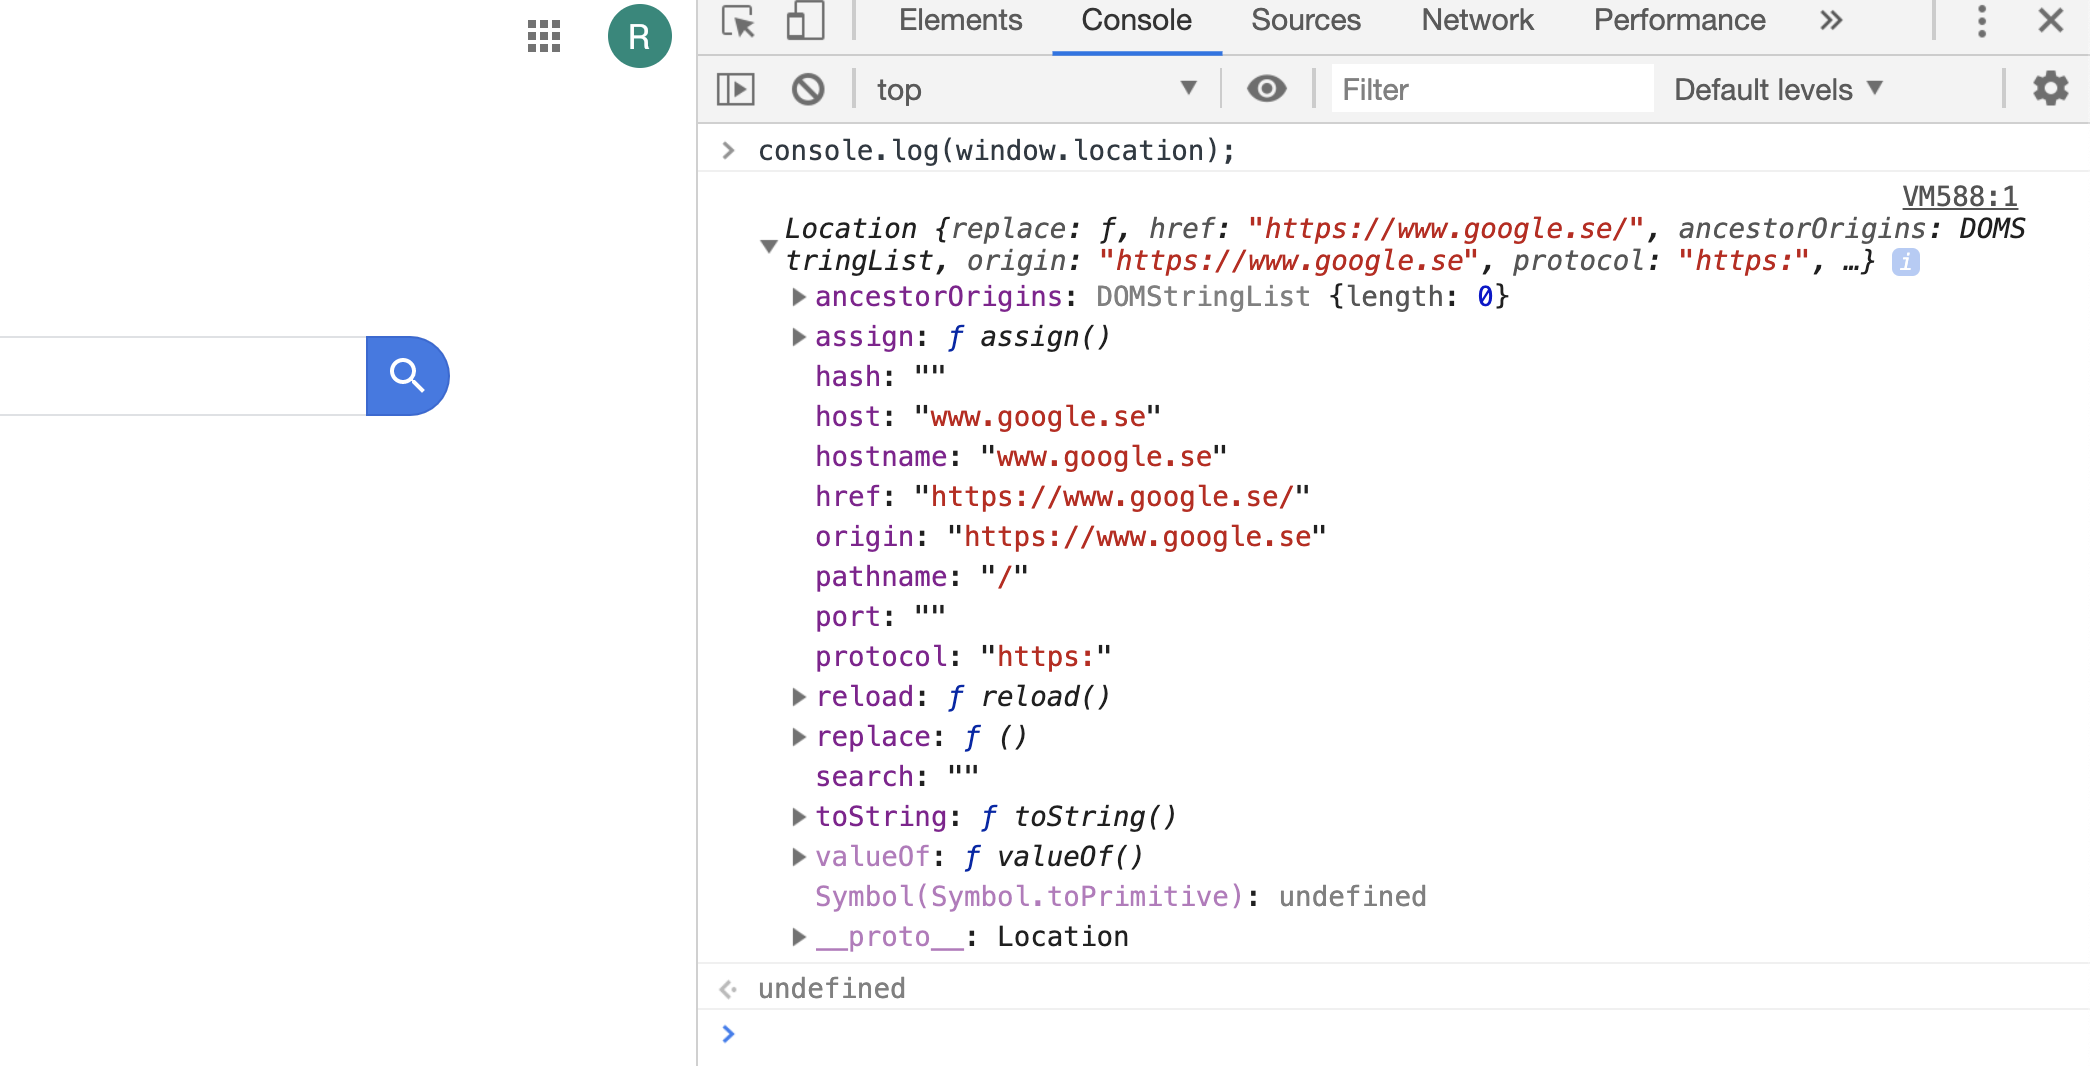 R
Elements Console Sources Network Performance »
top ▼ Filter Default levels ▼
> console.log(window.location);
VM588:1
Location {replace: ƒ, href: "https://www.google.se/", ancestorOrigins: DOMS
tringList, origin: "https://www.google.se", protocol: "https:", …} i
ancestorOrigins: DOMStringList {length: 0}
assign: ƒ assign()
hash: ""
host: "www.google.se"
hostname: "www.google.se"
href: "https://www.google.se/"
origin: "https://www.google.se"
pathname: "/"
port: ""
protocol: "https:"
reload: ƒ reload()
replace: ƒ ()
search: ""
toString: ƒ toString()
valueOf: ƒ valueOf()
Symbol(Symbol.toPrimitive): undefined
__proto__: Location
undefined